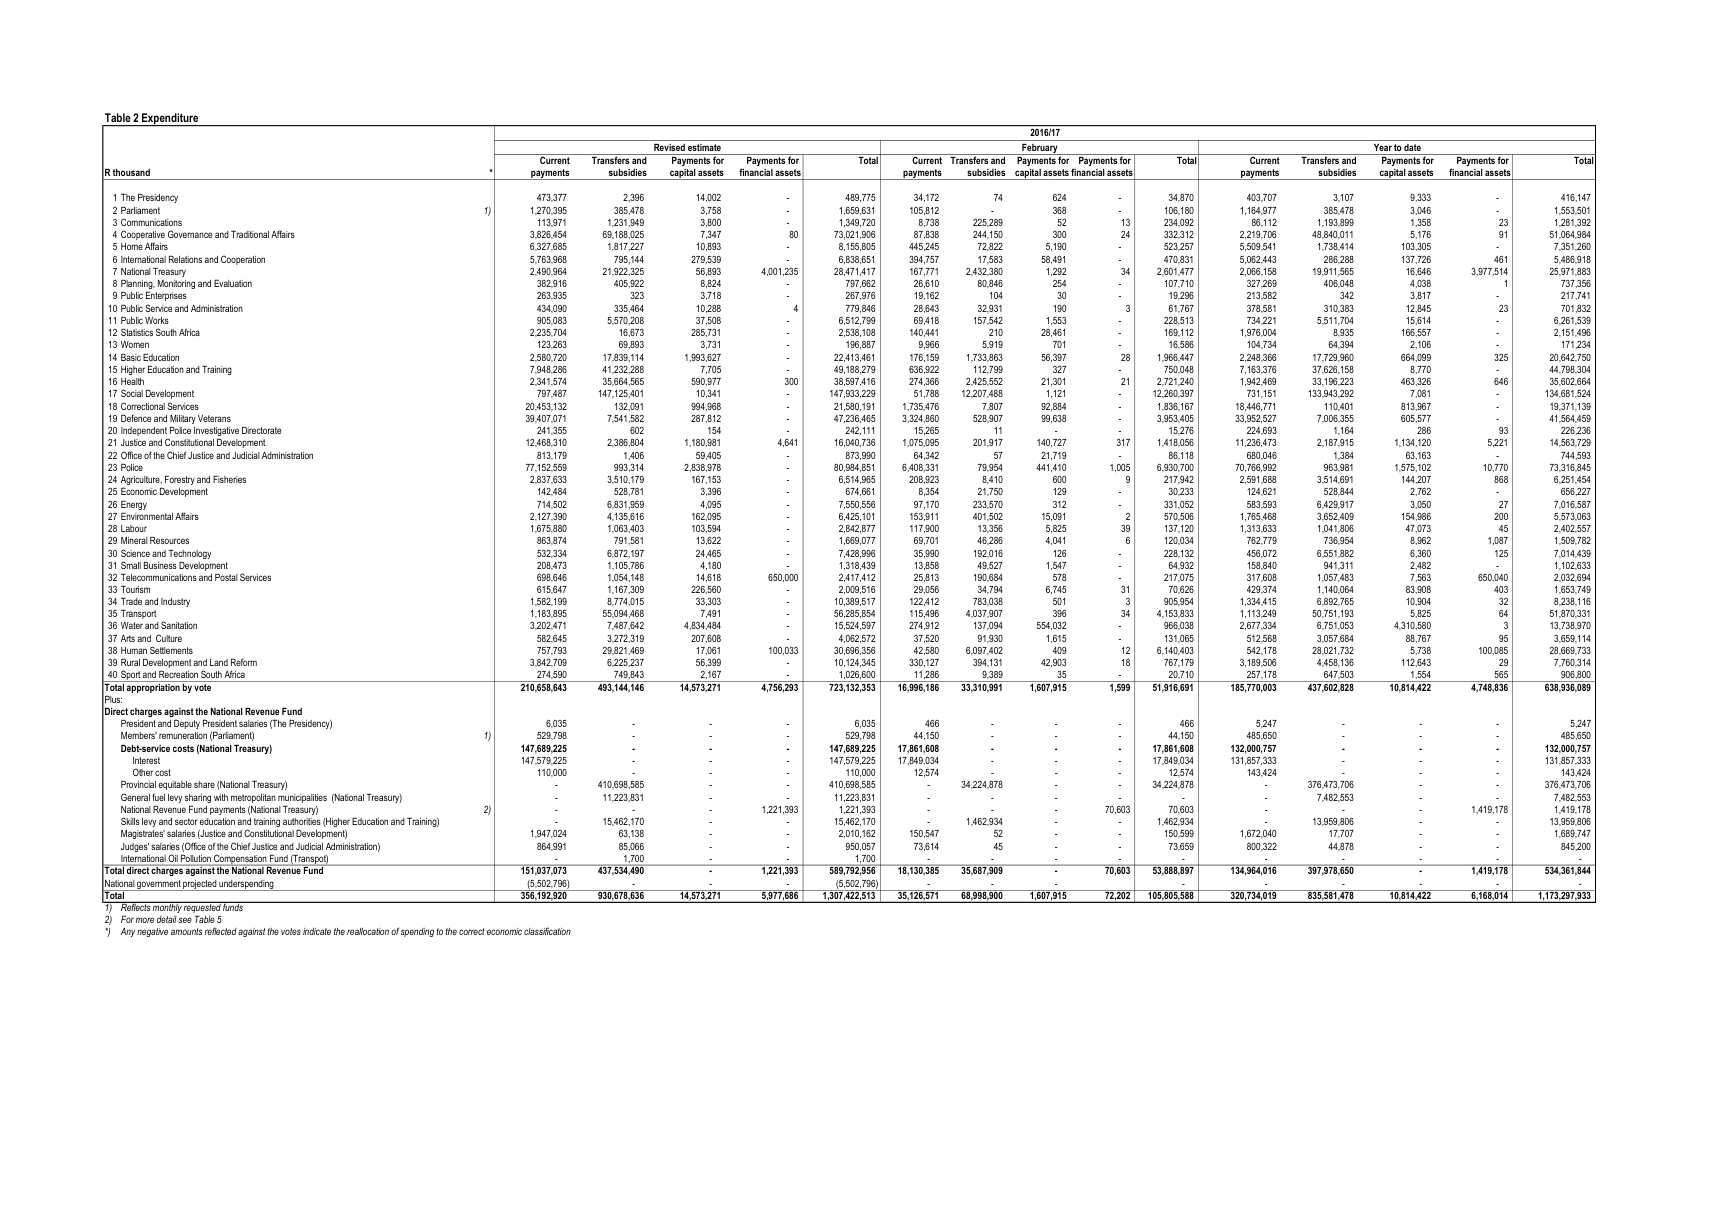 Table 2 Expenditure
2016/17
Revised estimate February Year to date
Current Transfers and Payments for Payments for Total Current Transfers and Payments for Payments for Total Current Transfers and Payments for Payments for Total
R thousand * payments subsidies capital assets financial assets payments subsidies capital assets financial assets payments subsidies capital assets financial assets
1 The Presidency 473,377 2,396 14,002 - 489,775 34,172 74 624 - 34,870 403,707 3,107 9,333 - 416,147
2 Parliament 1) 1,270,395 385,478 3,758 - 1,659,631 105,812 - 368 - 106,180 1,164,977 385,478 3,046 - 1,553,501
3 Communications 113,971 1,231,949 3,800 - 1,349,720 8,738 225,289 52 13 234,092 86,112 1,193,899 1,358 23 1,281,392
4 Cooperative Governance and Traditional Affairs 3,826,454 69,188,025 7,347 80 73,021,906 87,838 244,150 300 24 332,312 2,219,706 48,840,011 5,176 91 51,064,984
5 Home Affairs 6,327,685 1,817,227 10,893 - 8,155,805 445,245 72,822 5,190 - 523,257 5,509,541 1,738,414 103,305 - 7,351,260
6 International Relations and Cooperation 5,763,968 795,144 279,539 - 6,838,651 394,757 17,583 58,491 - 470,831 5,062,443 286,288 137,726 461 5,486,918
7 National Treasury 2,490,964 21,922,325 56,893 4,001,235 28,471,417 167,771 2,432,380 1,292 34 2,601,477 2,066,158 19,911,565 16,646 3,977,514 25,971,883
8 Planning, Monitoring and Evaluation 382,916 405,922 8,824 - 797,662 26,610 80,846 254 - 107,710 327,269 406,048 4,038 1 737,356
9 Public Enterprises 263,935 323 3,718 - 267,976 19,162 104 30 - 19,296 213,582 342 3,817 - 217,741
10 Public Service and Administration 434,090 335,464 10,288 4 779,846 28,643 32,931 190 3 61,767 378,581 310,383 12,845 23 701,832
11 Public Works 905,083 5,570,208 37,508 - 6,512,799 69,418 157,542 1,553 - 228,513 734,221 5,511,704 15,614 - 6,261,539
12 Statistics South Africa 2,235,704 16,673 285,731 - 2,538,108 140,441 210 28,461 - 169,112 1,976,004 8,935 166,557 - 2,151,496
13 Women 123,263 69,893 3,731 - 196,887 9,966 5,919 701 - 16,586 104,734 64,394 2,106 - 171,234
14 Basic Education 2,580,720 17,839,114 1,993,627 - 22,413,461 176,159 1,733,863 56,397 28 1,966,447 2,248,366 17,729,960 664,099 325 20,642,750
15 Higher Education and Training 7,948,286 41,232,288 7,705 - 49,188,279 636,922 112,799 327 - 750,048 7,163,376 37,626,158 8,770 - 44,798,304
16 Health 2,341,574 35,664,565 590,977 300 38,597,416 274,366 2,425,552 21,301 21 2,721,240 1,942,469 33,196,223 463,326 646 35,602,664
17 Social Development 797,487 147,125,401 10,341 - 147,933,229 51,788 12,207,488 1,121 - 12,260,397 731,151 133,943,292 7,081 - 134,681,524
18 Correctional Services 20,453,132 132,091 994,968 - 21,580,191 1,735,476 7,807 92,884 - 1,836,167 18,446,771 110,401 813,967 - 19,371,139
19 Defence and Military Veterans 39,407,071 7,541,582 287,812 - 47,236,465 3,324,860 528,907 99,638 - 3,953,405 33,952,527 7,006,355 605,577 - 41,564,459
20 Independent Police Investigative Directorate 241,355 602 154 - 242,111 15,265 11 - - 15,276 224,693 1,164 286 93 226,236
21 Justice and Constitutional Development 12,468,310 2,386,804 1,180,981 4,641 16,040,736 1,075,095 201,917 140,727 317 1,418,056 11,236,473 2,187,915 1,134,120 5,221 14,563,729
22 Office of the Chief Justice and Judicial Administration 813,179 1,406 59,405 - 873,990 64,342 57 21,719 - 86,118 680,046 1,384 63,163 - 744,593
23 Police 77,152,559 993,314 2,838,978 - 80,984,851 6,408,331 79,954 441,410 1,005 6,930,700 70,766,992 963,981 1,575,102 10,770 73,316,845
24 Agriculture, Forestry and Fisheries 2,837,633 3,510,179 167,153 - 6,514,965 208,923 8,410 600 9 217,942 2,591,688 3,514,691 144,207 868 6,251,454
25 Economic Development 142,484 528,781 3,396 - 674,661 8,354 21,750 129 - 30,233 124,621 528,844 2,762 - 656,227
26 Energy 714,502 6,831,959 4,095 - 7,550,556 97,170 233,570 312 - 331,052 583,593 6,429,917 3,050 27 7,016,587
27 Environmental Affairs 2,127,390 4,135,616 162,095 - 6,425,101 153,911 401,502 15,091 2 570,506 1,765,468 3,652,409 154,986 200 5,573,063
28 Labour 1,675,880 1,063,403 103,594 - 2,842,877 117,900 13,356 5,825 39 137,120 1,313,633 1,041,806 47,073 45 2,402,557
29 Mineral Resources 863,874 791,581 13,622 - 1,669,077 69,701 46,286 4,041 6 120,034 762,779 736,954 8,962 1,087 1,509,782
30 Science and Technology 532,334 6,872,197 24,465 - 7,428,996 35,990 192,016 126 - 228,132 456,072 6,551,882 6,360 125 7,014,439
31 Small Business Development 208,473 1,105,786 4,180 - 1,318,439 13,858 49,527 1,547 - 64,932 158,840 941,311 2,482 - 1,102,633
32 Telecommunications and Postal Services 698,646 1,054,148 14,618 650,000 2,417,412 25,813 190,684 578 - 217,075 317,608 1,057,483 7,563 650,040 2,032,694
33 Tourism 615,647 1,167,309 226,560 - 2,009,516 29,056 34,794 6,745 31 70,626 429,374 1,140,064 83,908 403 1,653,749
34 Trade and Industry 1,582,199 8,774,015 33,303 - 10,389,517 122,412 783,038 501 3 905,954 1,334,415 6,892,765 10,904 32 8,238,116
35 Transport 1,183,895 55,094,468 7,491 - 56,285,854 115,496 4,037,907 396 34 4,153,833 1,113,249 50,751,193 5,825 64 51,870,331
36 Water and Sanitation 3,202,471 7,487,642 4,834,484 - 15,524,597 274,912 137,094 554,032 - 966,038 2,677,334 6,751,053 4,310,580 3 13,738,970
37 Arts and Culture 582,645 3,272,319 207,608 - 4,062,572 37,520 91,930 1,615 - 131,065 512,568 3,057,684 88,767 95 3,659,114
38 Human Settlements 757,793 29,821,469 17,061 100,033 30,696,356 42,580 6,097,402 409 12 6,140,403 542,178 28,021,732 5,738 100,085 28,669,733
39 Rural Development and Land Reform 3,842,709 6,225,237 56,399 - 10,124,345 330,127 394,131 42,903 18 767,179 3,189,506 4,458,136 112,643 29 7,760,314
40 Sport and Recreation South Africa 274,590 749,843 2,167 - 1,026,600 11,286 9,389 35 - 20,710 257,178 647,503 1,554 565 906,800
Total appropriation by vote 210,658,643 493,144,146 14,573,271 4,756,293 723,132,353 16,996,186 33,310,991 1,607,915 1,599 51,916,691 185,770,003 437,602,828 10,814,422 4,748,836 638,936,089
Plus:
Direct charges against the National Revenue Fund
President and Deputy President salaries (The Presidency) 6,035 - - - 6,035 466 - - - 466 5,247 - - - 5,247
Members' remuneration (Parliament) 1) 529,798 - - - 529,798 44,150 - - - 44,150 485,650 - - - 485,650
Debt-service costs (National Treasury) 147,689,225 - - - 147,689,225 17,861,608 - - - 17,861,608 132,000,757 - - - 132,000,757
Interest 147,579,225 - - - 147,579,225 17,849,034 - - - 17,849,034 131,857,333 - - - 131,857,333
Other cost 110,000 - - - 110,000 12,574 - - - 12,574 143,424 - - - 143,424
Provincial equitable share (National Treasury) - 410,698,585 - - 410,698,585 - 34,224,878 - - 34,224,878 - 376,473,706 - - 376,473,706
General fuel levy sharing with metropolitan municipalities (National Treasury) - 11,223,831 - - 11,223,831 - - - - - - 7,482,553 - - 7,482,553
National Revenue Fund payments (National Treasury) 2) - - - 1,221,393 1,221,393 - - - 70,603 70,603 - - - 1,419,178 1,419,178
Skills levy and sector education and training authorities (Higher Education and Training) - 15,462,170 - - 15,462,170 - 1,462,934 - - 1,462,934 - 13,959,806 - - 13,959,806
Magistrates' salaries (Justice and Constitutional Development) 1,947,024 63,138 - - 2,010,162 150,547 52 - - 150,599 1,672,040 17,707 - - 1,689,747
Judges' salaries (Office of the Chief Justice and Judicial Administration) 864,991 85,066 - - 950,057 73,614 45 - - 73,659 800,322 44,878 - - 845,200
International Oil Pollution Compensation Fund (Transpot) - 1,700 - - 1,700 - - - - - - - - - -
Total direct charges against the National Revenue Fund 151,037,073 437,534,490 - 1,221,393 589,792,956 18,130,385 35,687,909 - 70,603 53,888,897 134,964,016 397,978,650 - 1,419,178 534,361,844
National government projected underspending (5,502,796) - - - (5,502,796) - - - - - - - - - -
Total 356,192,920 930,678,636 14,573,271 5,977,686 1,307,422,513 35,126,571 68,998,900 1,607,915 72,202 105,805,588 320,734,019 835,581,478 10,814,422 6,168,014 1,173,297,933
1) Reflects monthly requested funds
2) For more detail see Table 5
*) Any negative amounts reflected against the votes indicate the reallocation of spending to the correct economic classification